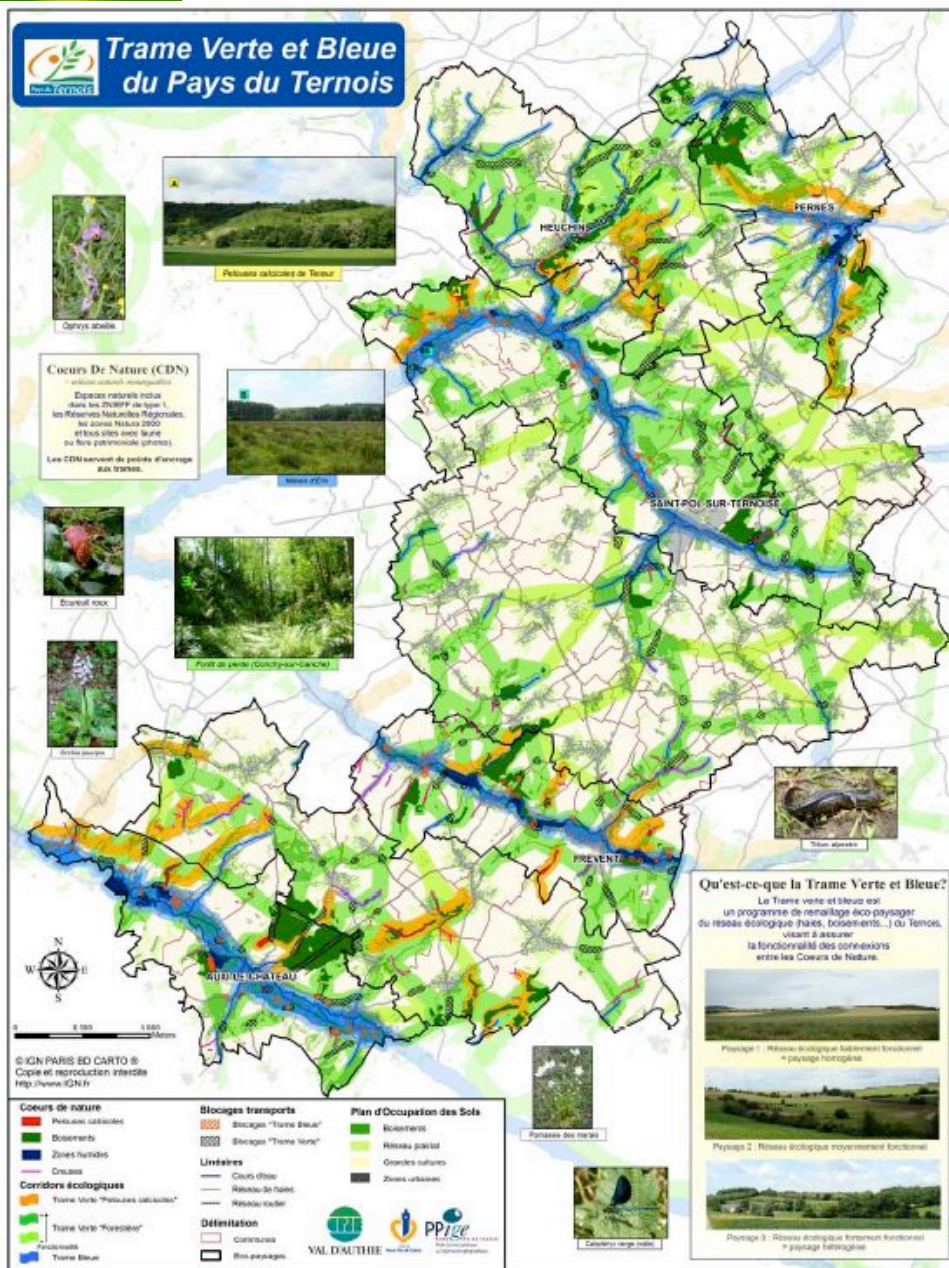 Pays du Ternois
Trame Verte et Bleue
du Pays du Ternois
A
Pelouses calcicoles de Teneur
Ophrys abeille
Coeurs De Nature (CDN)
Espaces naturels inclus
dans les ZNIEFF de type 1,
les Réserves Naturelles Régionales,
les zones Natura 2000
et tous sites avec faune
ou flore patrimoniale (photos).
Les CDN servent de points d'ancrage
aux trames.
B
Marais d'Érin
Ecureuil roux
Forêt de pente (Conchy-sur-Canche)
Orchis pourpre
HEUCHIN
PERNES
SAINT-POL-SUR-TERNOISE
FREVENT
AUXI-LE-CHATEAU
Triton alpestre
N
W E
S
Meters
© IGN PARIS BD CARTO ®
Copie et reproduction interdite
http://www.IGN.fr
Qu'est-ce-que la Trame Verte et Bleue?
La Trame verte et bleue est
un programme de remaillage éco-paysager
du réseau écologique (haies, boisements...) du Ternois,
visant à assurer
la fonctionnalité des connexions
entre les Coeurs de Nature.
Paysage 1 : Réseau écologique faiblement fonctionnel
= paysage homogène
Paysage 2 : Réseau écologique moyennement fonctionnel
Paysage 3 : Réseau écologique fortement fonctionnel
= paysage hétérogène
Parnassie des marais
Calopteryx vierge (mâle)
Coeurs de nature
Pelouses calcicoles
Boisements
Zones humides
Creuses
Corridors écologiques
Trame Verte "Pelouses calcicoles"
Trame Verte "Forestière"
Fonctionnalité
Trame Bleue
Blocages transports
Blocages "Trame Bleue"
Blocages "Trame Verte"
Linéaires
Cours d'eau
Réseau de haies
Réseau routier
Délimitation
Communes
Eco-paysages
Plan d'Occupation des Sols
Boisements
Réseau prairial
Grandes cultures
Zones urbaines
CPIE
VAL D'AUTHIE
PPige